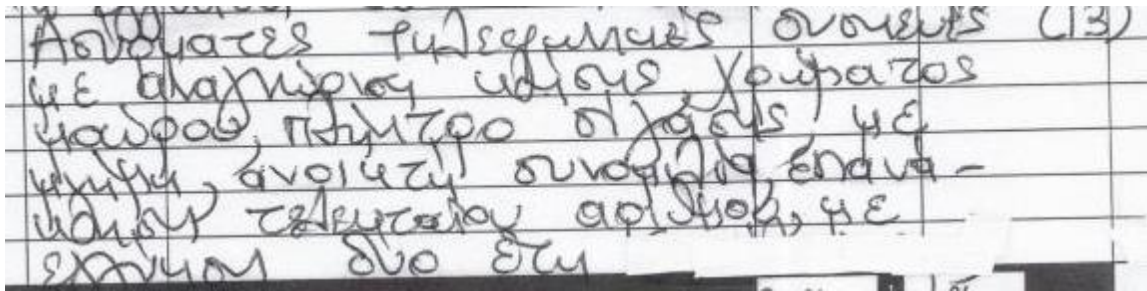 Ασύρματες τηλεφωνικές συσκευές (13)
με αναγνώριση κλήσης, χρώματος
μαύρου, πλήκτρο σίγασης, με
μνήμη, ανοικτή συνομιλία, επανά-
κληση τελευταίου αριθμού, με
εγγύηση δύο έτη